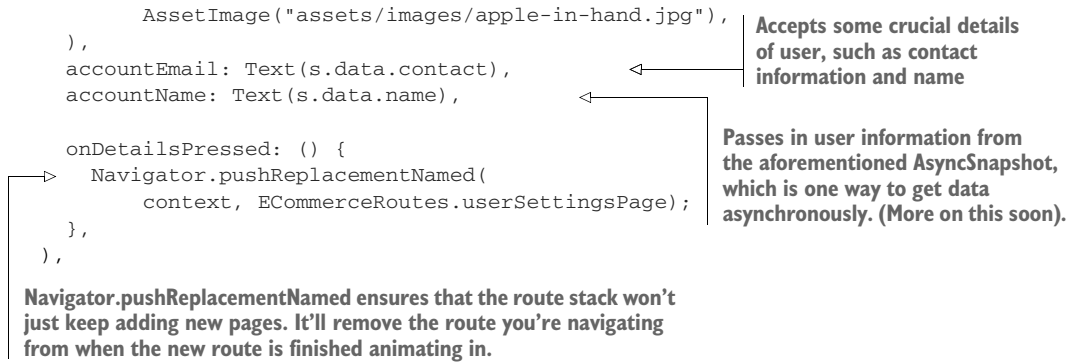 AssetImage("assets/images/apple-in-hand.jpg"),
),
accountEmail: Text(s.data.contact),
accountName: Text(s.data.name),
onDetailsPressed: () {
Navigator.pushReplacementNamed(
context, ECommerceRoutes.userSettingsPage);
},
),
Accepts some crucial details
of user, such as contact
information and name
Passes in user information from
the aforementioned AsyncSnapshot,
which is one way to get data
asynchronously. (More on this soon).
Navigator.pushReplacementNamed ensures that the route stack won't
just keep adding new pages. It'll remove the route you're navigating
from when the new route is finished animating in.